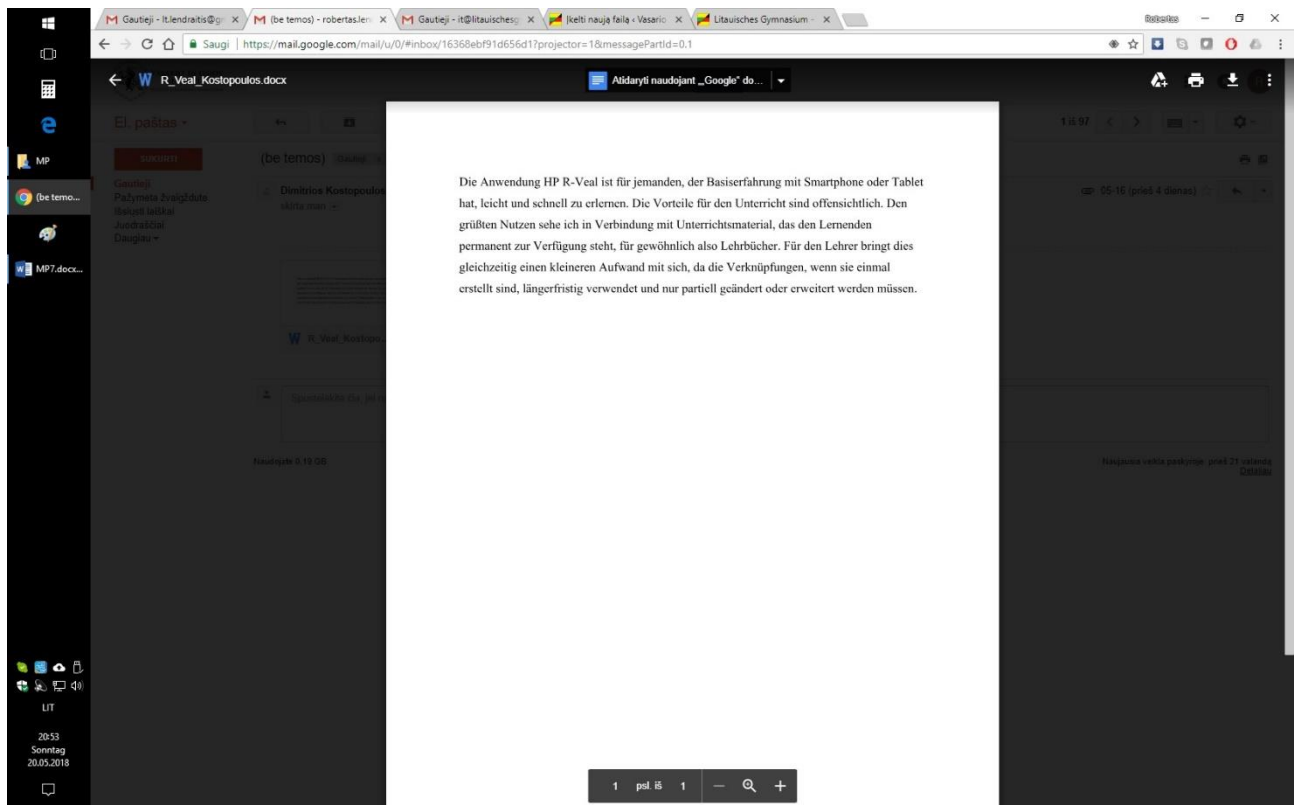 Gautieji - lt.lendraitis@gr
(be temos) - robertas.len
Gautieji - it@litauischesg
Įkelti naują failą ‹ Vasario
Litauisches Gymnasium -
Robertas
Saugi | https://mail.google.com/mail/u/0/#inbox/16368ebf91d656d1?projector=1&messagePartId=0.1
R_Veal_Kostopoulos.docx
Atidaryti naudojant „Google“ do...
El. paštas
1 iš 97
SUKURTI
(be temos)
Gautieji
Pažymėta žvaigždute
Išsiųsti laiškai
Juodraščiai
Daugiau
Dimitrios Kostopoulos
skirta man
05-16 (prieš 4 dienas)
Die Anwendung HP R-Veal ist für jemanden, der Basiserfahrung mit Smartphone oder Tablet
hat, leicht und schnell zu erlernen. Die Vorteile für den Unterricht sind offensichtlich. Den
größten Nutzen sehe ich in Verbindung mit Unterrichtsmaterial, das den Lernenden
permanent zur Verfügung steht, für gewöhnlich also Lehrbücher. Für den Lehrer bringt dies
gleichzeitig einen kleineren Aufwand mit sich, da die Verknüpfungen, wenn sie einmal
erstellt sind, längerfristig verwendet und nur partiell geändert oder erweitert werden müssen.
W R_Veal_Kostopo
Naudojate 0.19 GB
Naujausia veikla paskyroje: prieš 21 valandą
Detaliau
MP
(be temo...
MP7.docx...
LIT
20:53
Sonntag
20.05.2018
1 psl. iš 1